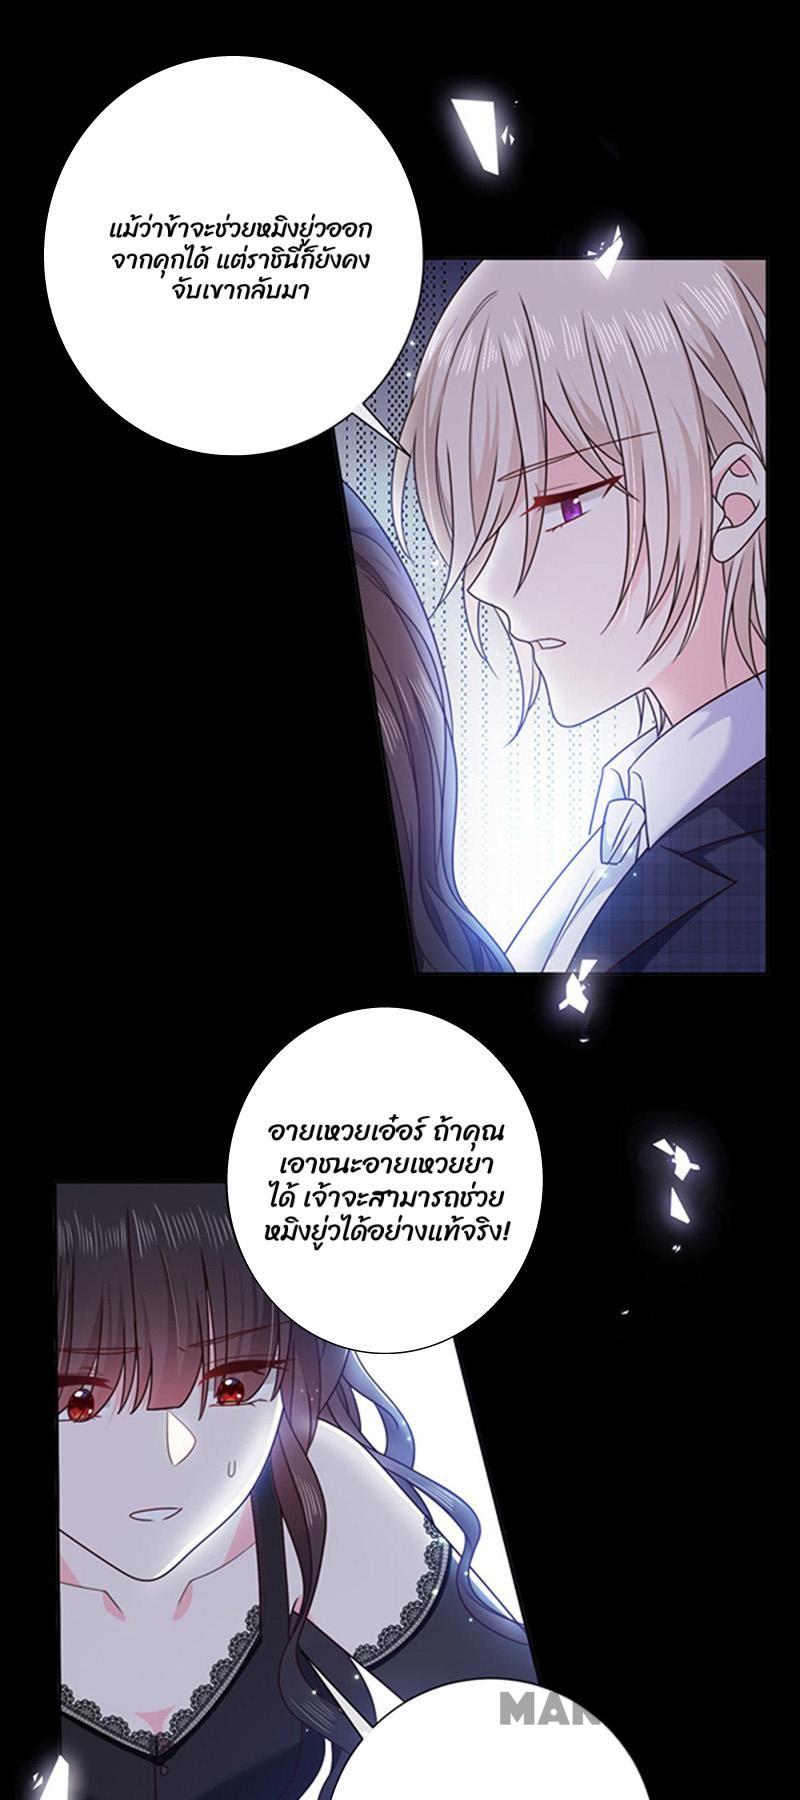 แม้ว่าข้าจะช่วยหมิงยู่วออก
จากคุกได้ แต่ราชินีก็ยังคง
จับเขากลับมา
อายเหวยเอ๋อร์ ถ้าคุณ
เอาชนะอายเหวยยา
ได้ เจ้าจะสามารถช่วย
หมิงยู่วได้อย่างแท้จริง!
MAN